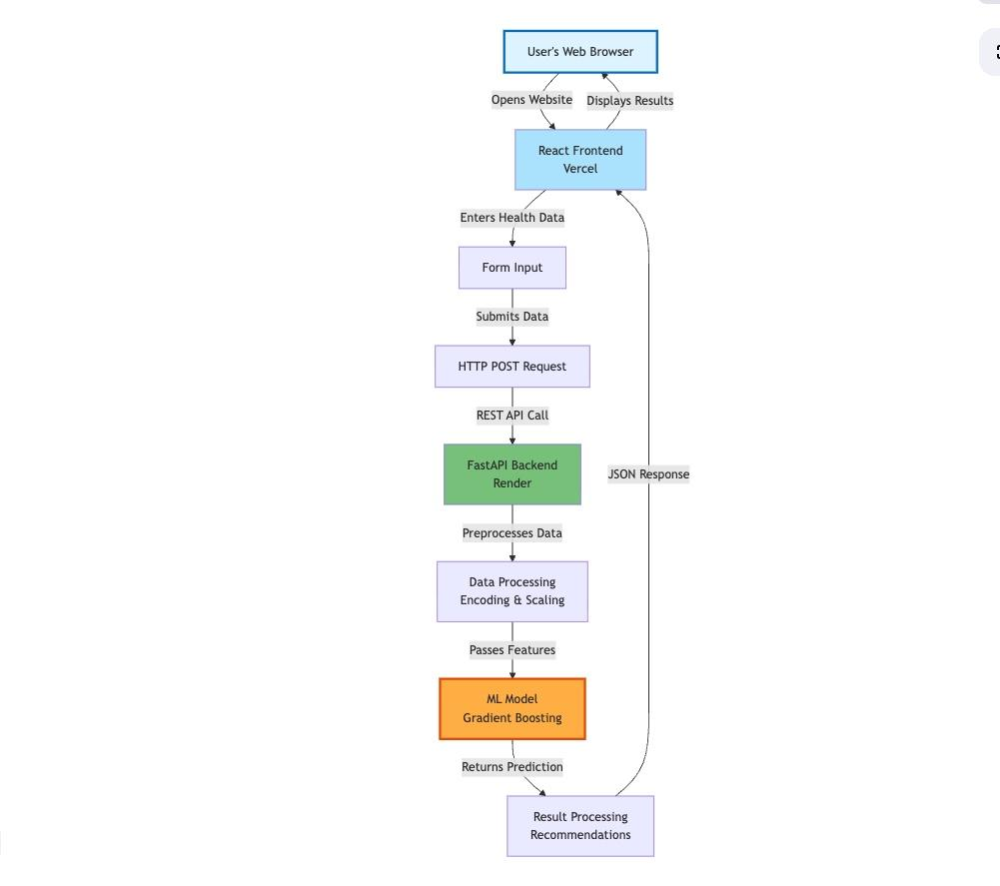 User's Web Browser
Opens Website
Displays Results
React Frontend
Vercel
Enters Health Data
Form Input
Submits Data
HTTP POST Request
REST API Call
FastAPI Backend
Render
JSON Response
Preprocesses Data
Data Processing
Encoding & Scaling
Passes Features
ML Model
Gradient Boosting
Returns Prediction
Result Processing
Recommendations